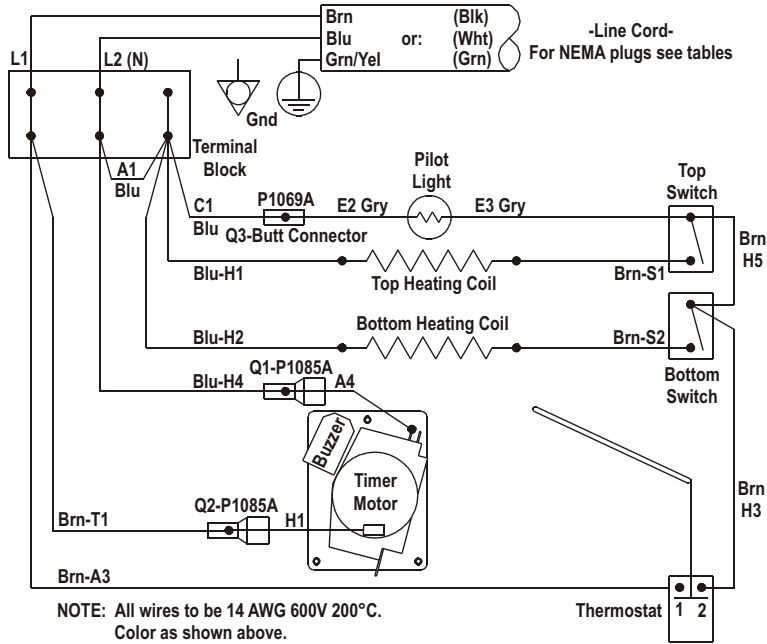 Brn (Blk)
Blu or: (Wht)
Grn/Yel (Grn)
-Line Cord-
For NEMA plugs see tables
L1
L2 (N)
Gnd
Terminal
Block
A1
Blu
C1
Blu
P1069A
Q3-Butt Connector
E2 Gry
Pilot
Light
E3 Gry
Top
Switch
Brn
H5
Blu-H1
Top Heating Coil
Brn-S1
Bottom Heating Coil
Blu-H2
Brn-S2
Bottom
Switch
Q1-P1085A
Blu-H4
A4
Buzzer
Timer
Motor
Q2-P1085A
Brn-T1
H1
Brn
H3
Brn-A3
NOTE: All wires to be 14 AWG 600V 200°C.
Color as shown above.
Thermostat
1 2